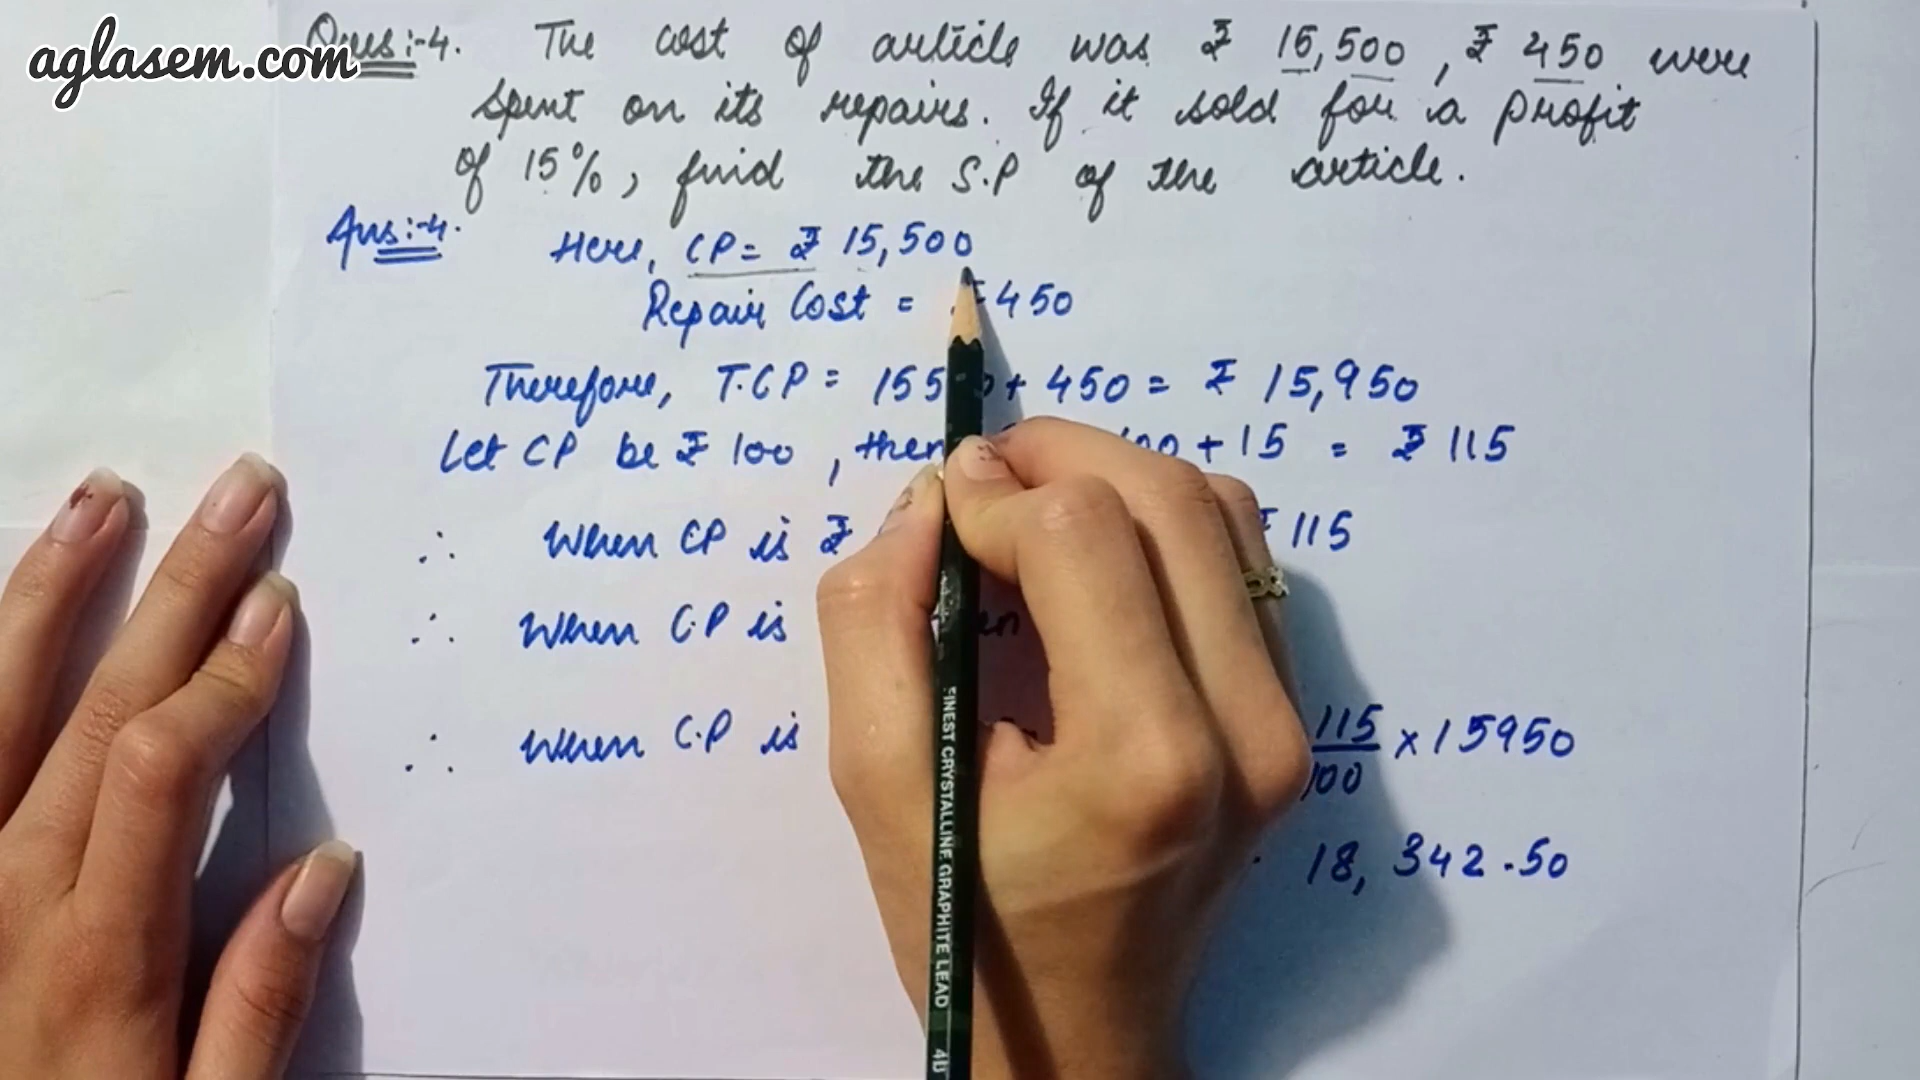 aglasem.com
Ques:-4. The cost of article was ₹ 15,500, ₹ 450 were
spent on its repairs. If it sold for a profit
of 15%, find the S.P of the article.
Ans:-4. Here, CP = ₹ 15,500
Repair Cost = ₹ 450
Therefore, T.CP = 15500 + 450 = ₹ 15,950
Let CP be ₹ 100, then 100 + 15 = ₹ 115
∴ When CP is ₹ ₹ 115
∴ When C.P is
∴ When C.P is 115/100 × 15950
18,342.50
FINEST CRYSTALLINE GRAPHITE LEAD 4B